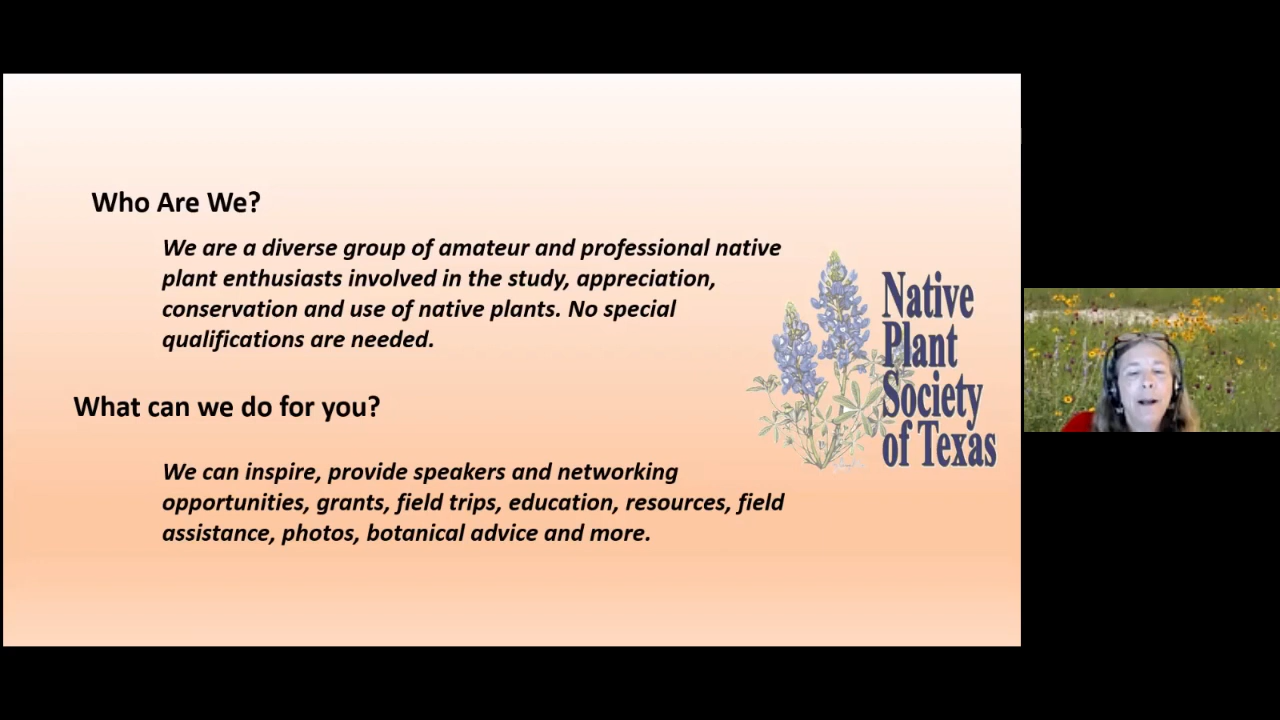 Who Are We?
We are a diverse group of amateur and professional native
plant enthusiasts involved in the study, appreciation,
conservation and use of native plants. No special
qualifications are needed.
What can we do for you?
We can inspire, provide speakers and networking
opportunities, grants, field trips, education, resources, field
assistance, photos, botanical advice and more.
Native
Plant
Society
of Texas